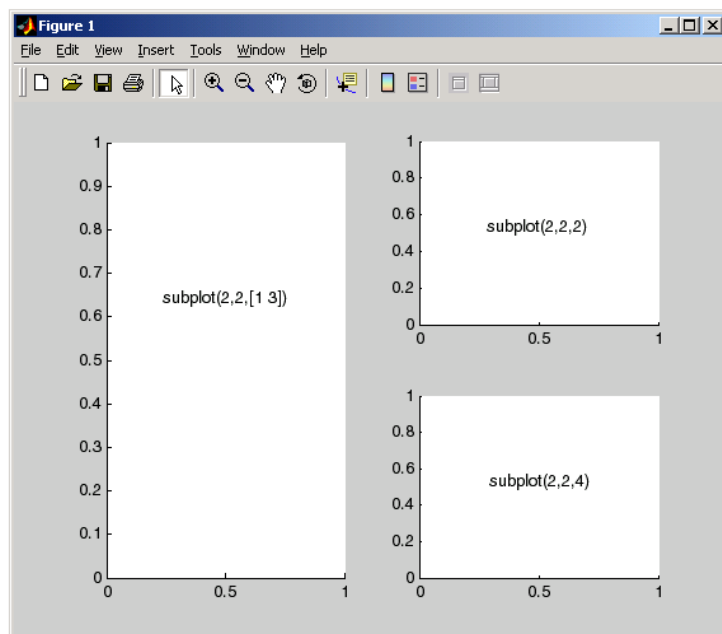 Figure 1
File Edit View Insert Tools Window Help
1
0.9
0.8
0.7
0.6
0.5
0.4
0.3
0.2
0.1
0
0 0.5 1
subplot(2,2,[1 3])
1
0.8
0.6
0.4
0.2
0
0 0.5 1
subplot(2,2,2)
1
0.8
0.6
0.4
0.2
0
0 0.5 1
subplot(2,2,4)